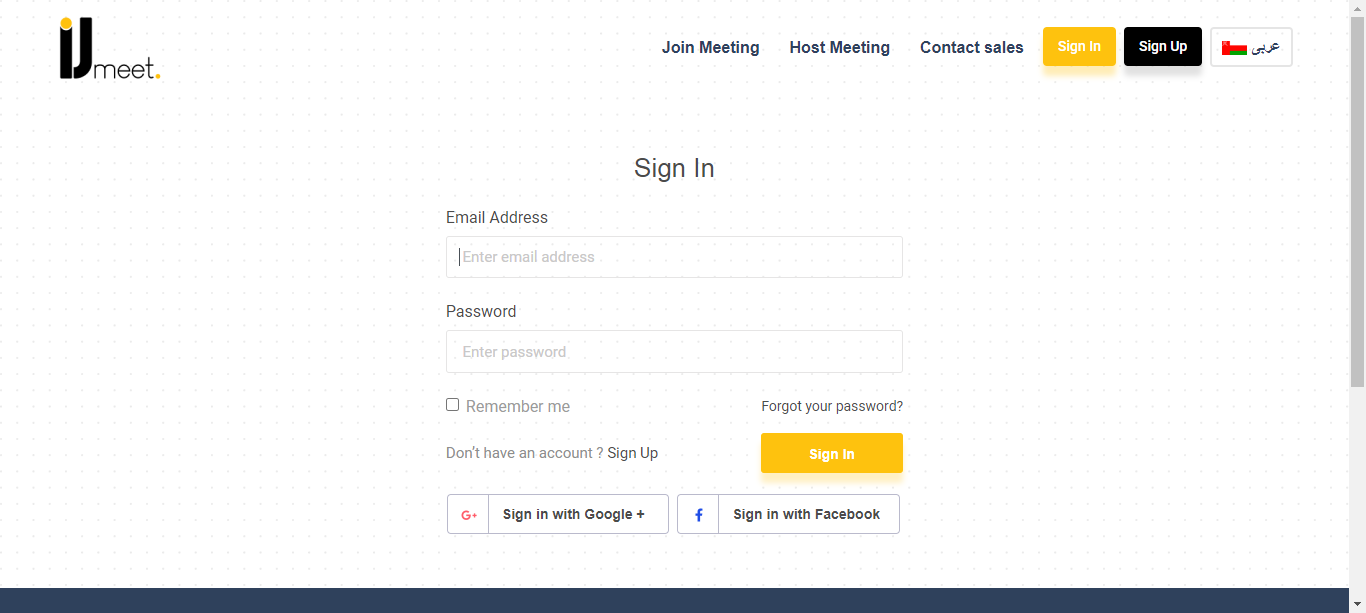 iJmeet.
Join Meeting Host Meeting Contact sales Sign In Sign Up عربى
Sign In
Email Address
Enter email address
Password
Enter password
Remember me Forgot your password?
Don’t have an account ? Sign Up Sign In
G+ Sign in with Google + f Sign in with Facebook